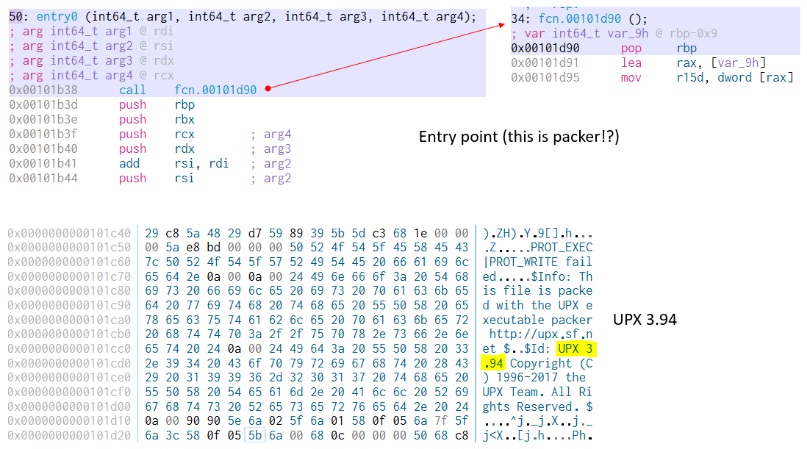 50: entry0 (int64_t arg1, int64_t arg2, int64_t arg3, int64_t arg4);
; arg int64_t arg1 @ rdi
; arg int64_t arg2 @ rsi
; arg int64_t arg3 @ rdx
; arg int64_t arg4 @ rcx
0x00101b38 call fcn.00101d90
0x00101b3d push rbp
0x00101b3e push rbx
0x00101b3f push rcx ; arg4
0x00101b40 push rdx ; arg3
0x00101b41 add rsi, rdi ; arg2
0x00101b44 push rsi ; arg2
34: fcn.00101d90 ();
; var int64_t var_9h @ rbp-0x9
0x00101d90 pop rbp
0x00101d91 lea rax, [var_9h]
0x00101d95 mov r15d, dword [rax]
Entry point (this is packer!?)
0x0000000000101c40 29 c8 5a 48 29 d7 59 89 39 5b 5d c3 68 1e 00 00 ).ZH).Y.9[].h...
0x0000000000101c50 00 5a e8 bd 00 00 00 50 52 4f 54 5f 45 58 45 43 .Z.....PROT_EXEC
0x0000000000101c60 7c 50 52 4f 54 5f 57 52 49 54 45 20 66 61 69 6c |PROT_WRITE fail
0x0000000000101c70 65 64 2e 0a 00 0a 00 24 49 6e 66 6f 3a 20 54 68 ed.....$Info: Th
0x0000000000101c80 69 73 20 66 69 6c 65 20 69 73 20 70 61 63 6b 65 is file is packe
0x0000000000101c90 64 20 77 69 74 68 20 74 68 65 20 55 50 58 20 65 d with the UPX e
0x0000000000101ca0 78 65 63 75 74 61 62 6c 65 20 70 61 63 6b 65 72 xecutable packer
0x0000000000101cb0 20 68 74 74 70 3a 2f 2f 75 70 78 2e 73 66 2e 6e http://upx.sf.n
0x0000000000101cc0 65 74 20 24 0a 00 24 49 64 3a 20 55 50 58 20 33 et $..$Id: UPX 3
0x0000000000101cd0 2e 39 34 20 43 6f 70 79 72 69 67 68 74 20 28 43 .94 Copyright (C
0x0000000000101ce0 29 20 31 39 39 36 2d 32 30 31 37 20 74 68 65 20 ) 1996-2017 the
0x0000000000101cf0 55 50 58 20 54 65 61 6d 2e 20 41 6c 6c 20 52 69 UPX Team. All Ri
0x0000000000101d00 67 68 74 73 20 52 65 73 65 72 76 65 64 2e 20 24 ghts Reserved. $
0x0000000000101d10 0a 00 90 90 5e 6a 02 5f 6a 01 58 0f 05 6a 7f 5f ....^j._j.X..j._
0x0000000000101d20 6a 3c 58 0f 05 5b 6a 00 68 0c 00 00 00 50 68 c8 j<X..[j.h....Ph.
UPX 3.94